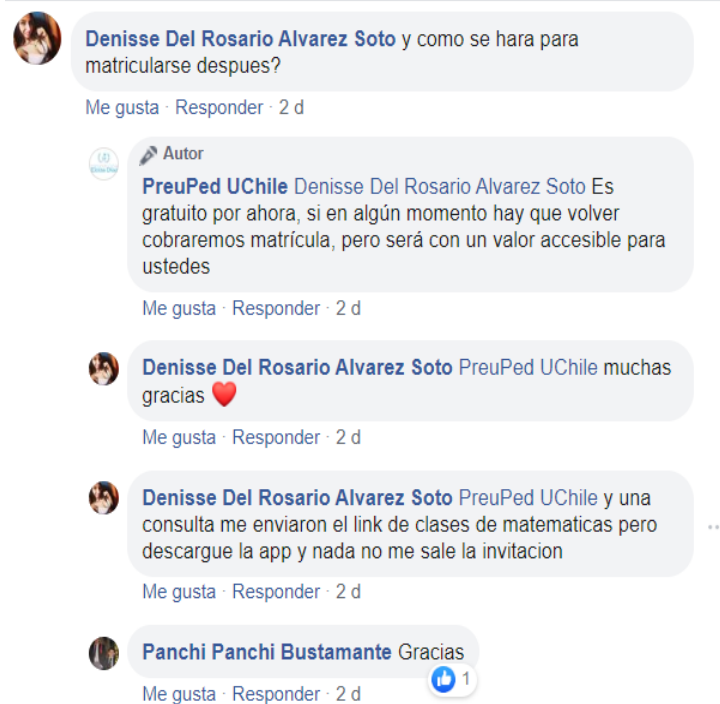 Denisse Del Rosario Alvarez Soto y como se hara para
matricularse despues?
Me gusta · Responder · 2 d
Autor
PreuPed UChile Denisse Del Rosario Alvarez Soto Es
gratuito por ahora, si en algún momento hay que volver
cobraremos matrícula, pero será con un valor accesible para
ustedes
Me gusta · Responder · 2 d
Denisse Del Rosario Alvarez Soto PreuPed UChile muchas
gracias ❤️
Me gusta · Responder · 2 d
Denisse Del Rosario Alvarez Soto PreuPed UChile y una
consulta me enviaron el link de clases de matematicas pero
descargue la app y nada no me sale la invitacion
Me gusta · Responder · 2 d
Panchi Panchi Bustamante Gracias
1
Me gusta · Responder · 2 d